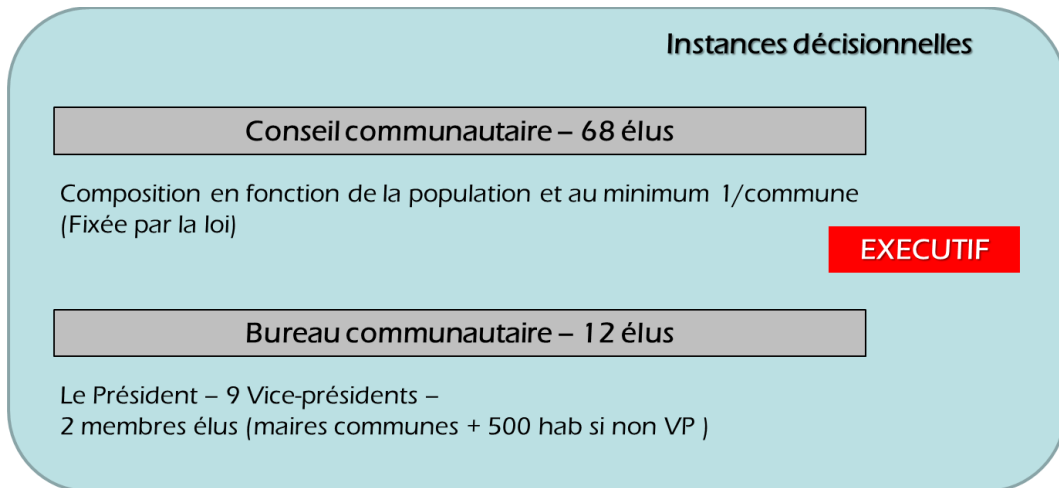 Instances décisionnelles
Conseil communautaire – 68 élus
Composition en fonction de la population et au minimum 1/commune
(Fixée par la loi)
EXECUTIF
Bureau communautaire – 12 élus
Le Président – 9 Vice-présidents –
2 membres élus (maires communes + 500 hab si non VP )